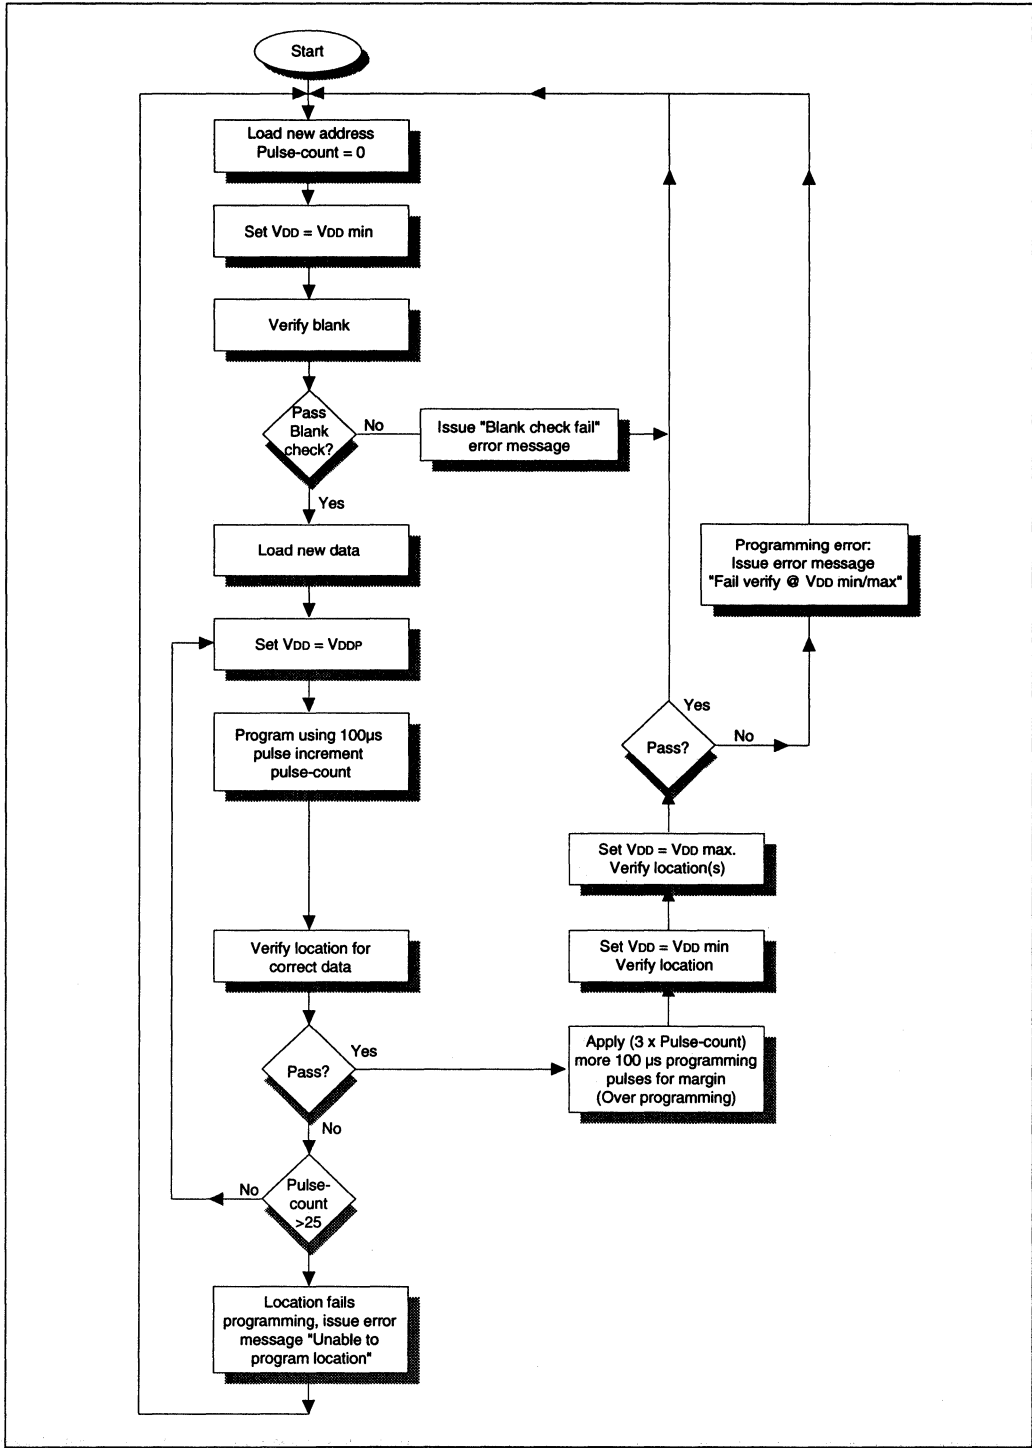 Start
Load new address
Pulse-count = 0
Set VDD = VDD min
Verify blank
Pass
Blank
check?
No
Issue "Blank check fail"
error message
Yes
Load new data
Set VDD = VDDP
Program using 100µs
pulse increment
pulse-count
Verify location for
correct data
Pass?
Yes
No
Pulse-
count
>25
No
Location fails
programming, issue error
message "Unable to
program location"
Apply (3 x Pulse-count)
more 100 µs programming
pulses for margin
(Over programming)
Set VDD = VDD min
Verify location
Set VDD = VDD max.
Verify location(s)
Pass?
Yes
No
Programming error:
Issue error message
"Fail verify @ VDD min/max"